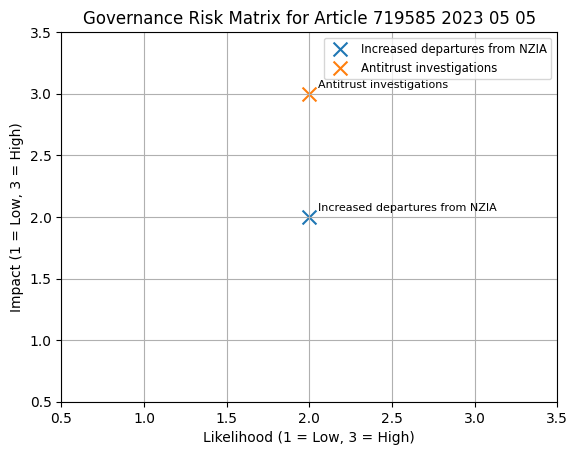 Governance Risk Matrix for Article 719585 2023 05 05
3.5
Increased departures from NZIA
Antitrust investigations
Antitrust investigations
3.0
2.5
Increased departures from NZIA
2.0
1.5
1.0
0.5
Impact (1 = Low, 3 = High)
0.5 1.0 1.5 2.0 2.5 3.0 3.5
Likelihood (1 = Low, 3 = High)